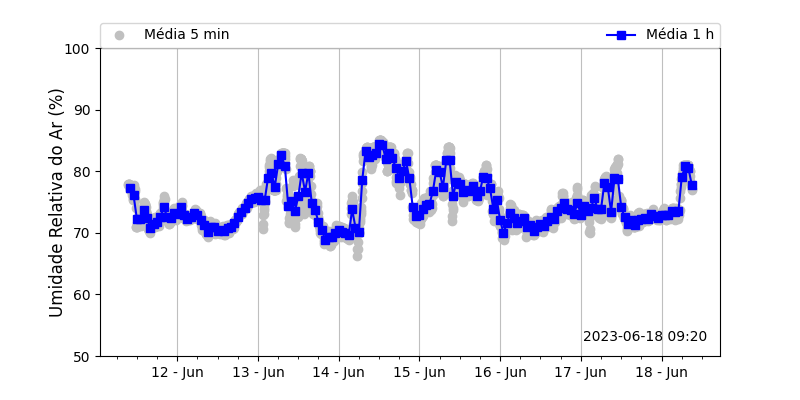 Média 5 min
Média 1 h
Umidade Relativa do Ar (%)
100
90
80
70
60
50
2023-06-18 09:20
12 - Jun
13 - Jun
14 - Jun
15 - Jun
16 - Jun
17 - Jun
18 - Jun